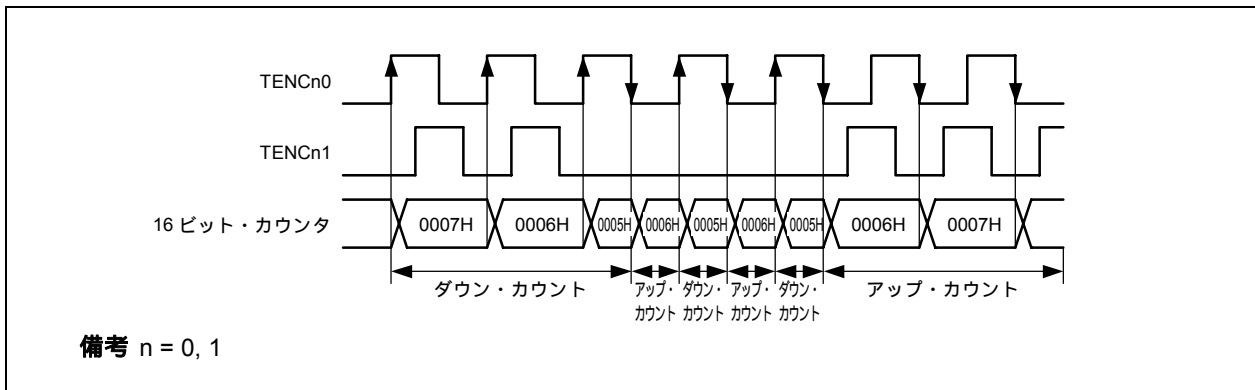 TENCn0
TENCn1
16 ビット・カウンタ 0007H 0006H 0005H 0006H 0005H 0006H 0005H 0006H 0007H
ダウン・カウント アップ・カウント ダウン・カウント アップ・カウント ダウン・カウント アップ・カウント
備考 n = 0, 1